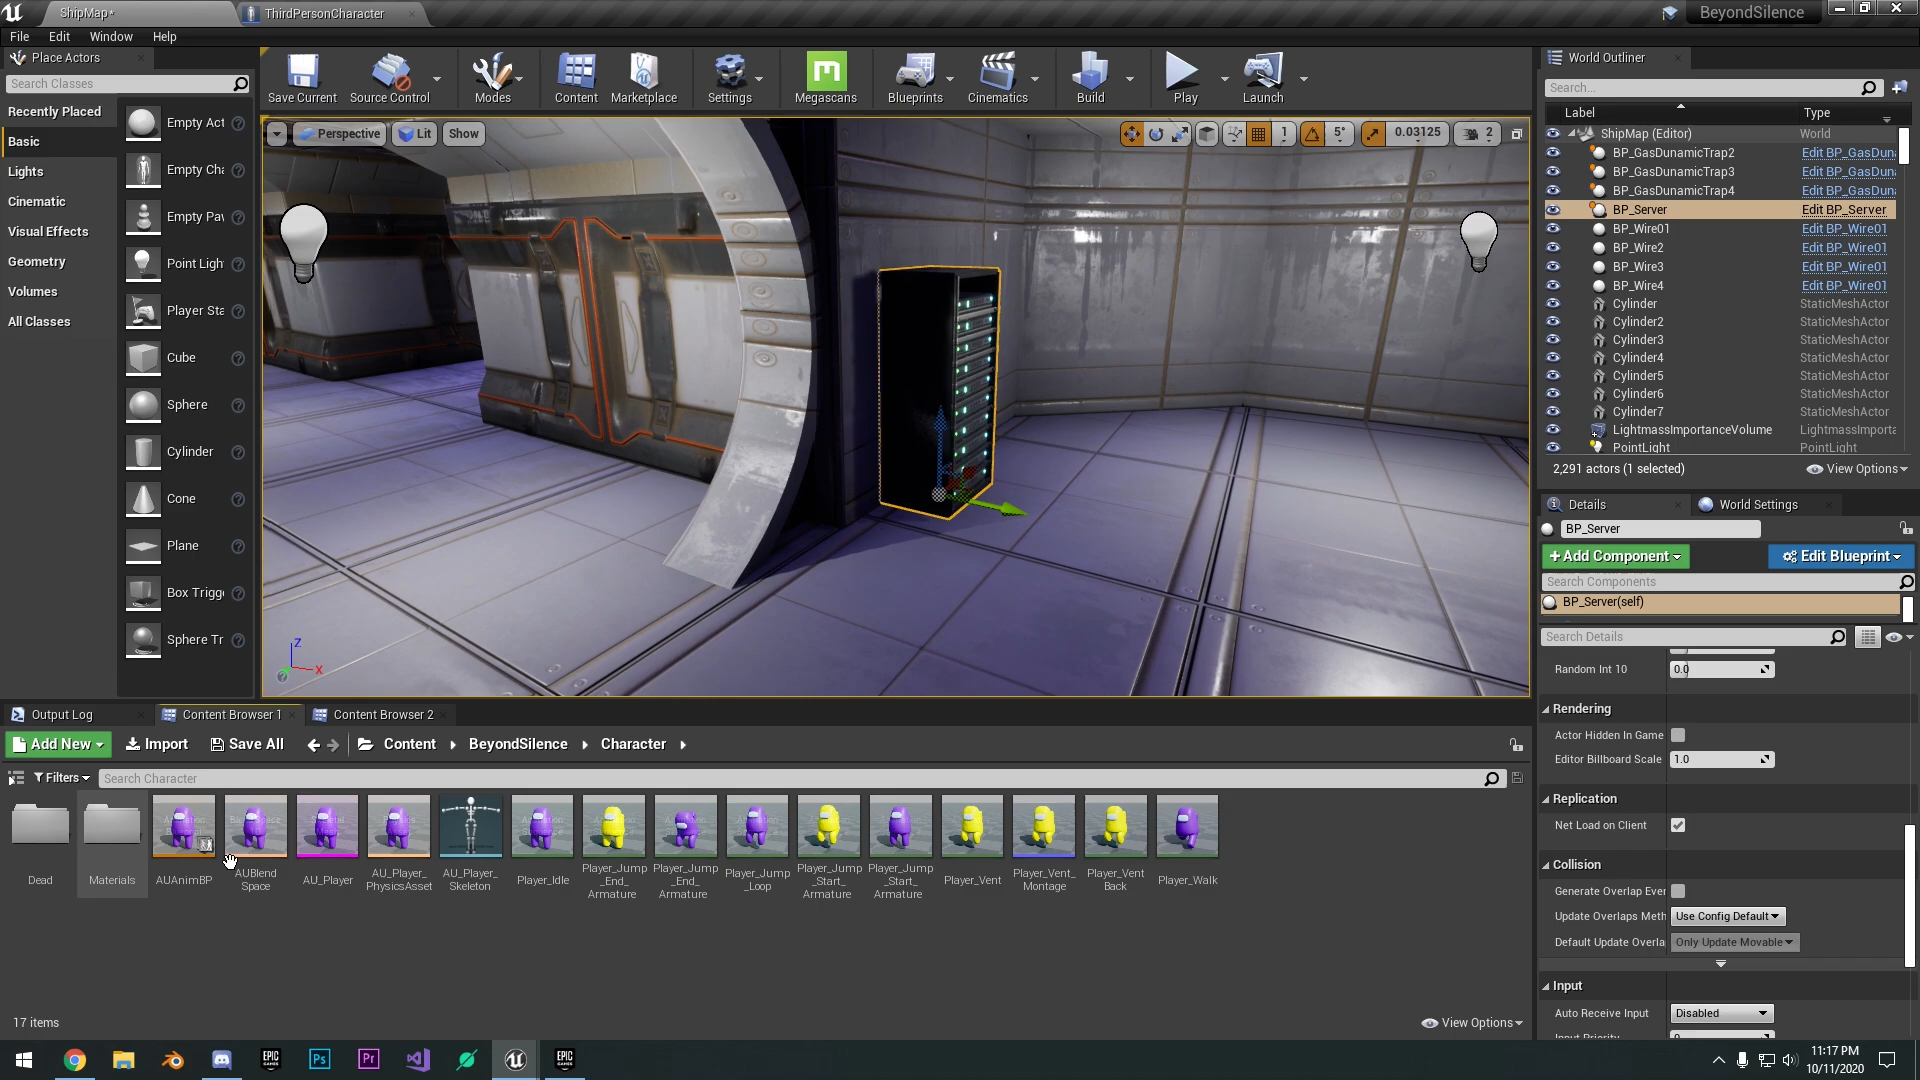 ShipMap*
ThirdPersonCharacter
BeyondSilence
File Edit Window Help
Place Actors
Search Classes
Recently Placed
Basic
Lights
Cinematic
Visual Effects
Geometry
Volumes
All Classes
Empty Act
Empty Cha
Empty Pav
Point Ligh
Player Sta
Cube
Sphere
Cylinder
Cone
Plane
Box Trigge
Sphere Tr
Save Current
Source Control
Modes
Content
Marketplace
Settings
Megascans
Blueprints
Cinematics
Build
Play
Launch
Perspective
Lit
Show
1
5°
0.03125
2
Z
X
World Outliner
Search...
Label Type
ShipMap (Editor) World
BP_GasDynamicTrap2 Edit BP_GasDun
BP_GasDunamicTrap3 Edit BP_GasDun
BP_GasDunamicTrap4 Edit BP_GasDun
BP_Server Edit BP_Server
BP_Wire01 Edit BP_Wire01
BP_Wire2 Edit BP_Wire01
BP_Wire3 Edit BP_Wire01
BP_Wire4 Edit BP_Wire01
Cylinder StaticMeshActor
Cylinder2 StaticMeshActor
Cylinder3 StaticMeshActor
Cylinder4 StaticMeshActor
Cylinder5 StaticMeshActor
Cylinder6 StaticMeshActor
Cylinder7 StaticMeshActor
LightmassImportanceVolume LightmassImporta
PointLight PointLight
2,291 actors (1 selected)
View Options
Details
World Settings
BP_Server
+Add Component
Edit Blueprint
Search Components
BP_Server(self)
Search Details
Random Int 10 0.0
Rendering
Actor Hidden In Game
Editor Billboard Scale 1.0
Replication
Net Load on Client
Collision
Generate Overlap Ever
Update Overlaps Meth Use Config Default
Default Update Overla Only Update Movable
Input
Auto Receive Input Disabled
Input Priority
Output Log
Content Browser 1
Content Browser 2
Add New
Import
Save All
Content
BeyondSilence
Character
Filters
Search Character
Dead
Materials
AUAnimBP
AUBlend
Space
AU_Player
AU_Player_
PhysicsAsset
AU_Player_
Skeleton
Player_Idle
Player_Jump
_End_
Armature
Player_Jump
_End_
Armature
Player_Jump
_Loop
Player_Jump
_Start_
Armature
Player_Jump
_Start_
Armature
Player_Vent
Player_Vent_
Montage
Player_Vent
Back
Player_Walk
17 items
View Options
EPIC
GAMES
Ps
Pr
EPIC
GAMES
11:17 PM
10/11/2020